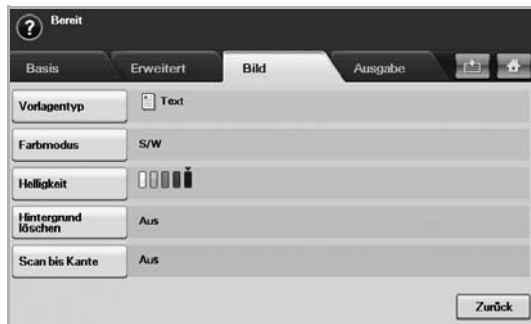 ? Bereit
Basis Erweitert Bild Ausgabe
Vorlagentyp Text
Farbmodus S/W
Helligkeit
Hintergrund
löschen Aus
Scan bis Kante Aus
Zurück